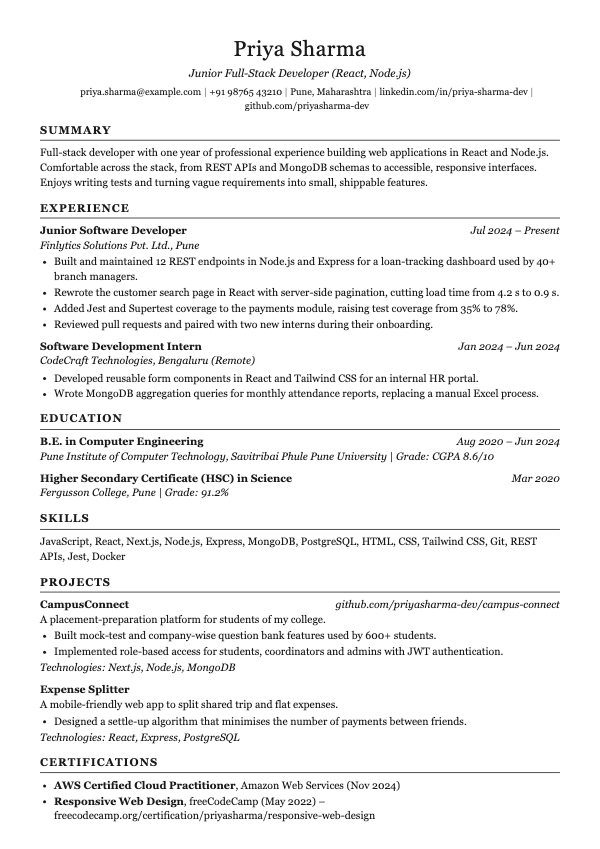 Priya Sharma
Junior Full-Stack Developer (React, Node.js)
priya.sharma@example.com | +91 98765 43210 | Pune, Maharashtra | linkedin.com/in/priya-sharma-dev |
github.com/priyasharma-dev
SUMMARY
Full-stack developer with one year of professional experience building web applications in React and Node.js.
Comfortable across the stack, from REST APIs and MongoDB schemas to accessible, responsive interfaces.
Enjoys writing tests and turning vague requirements into small, shippable features.
EXPERIENCE
Junior Software Developer Jul 2024 – Present
Finlytics Solutions Pvt. Ltd., Pune
• Built and maintained 12 REST endpoints in Node.js and Express for a loan-tracking dashboard used by 40+
branch managers.
• Rewrote the customer search page in React with server-side pagination, cutting load time from 4.2 s to 0.9 s.
• Added Jest and Supertest coverage to the payments module, raising test coverage from 35% to 78%.
• Reviewed pull requests and paired with two new interns during their onboarding.
Software Development Intern Jan 2024 – Jun 2024
CodeCraft Technologies, Bengaluru (Remote)
• Developed reusable form components in React and Tailwind CSS for an internal HR portal.
• Wrote MongoDB aggregation queries for monthly attendance reports, replacing a manual Excel process.
EDUCATION
B.E. in Computer Engineering Aug 2020 – Jun 2024
Pune Institute of Computer Technology, Savitribai Phule Pune University | Grade: CGPA 8.6/10
Higher Secondary Certificate (HSC) in Science Mar 2020
Fergusson College, Pune | Grade: 91.2%
SKILLS
JavaScript, React, Next.js, Node.js, Express, MongoDB, PostgreSQL, HTML, CSS, Tailwind CSS, Git, REST
APIs, Jest, Docker
PROJECTS
CampusConnect github.com/priyasharma-dev/campus-connect
A placement-preparation platform for students of my college.
• Built mock-test and company-wise question bank features used by 600+ students.
• Implemented role-based access for students, coordinators and admins with JWT authentication.
Technologies: Next.js, Node.js, MongoDB
Expense Splitter
A mobile-friendly web app to split shared trip and flat expenses.
• Designed a settle-up algorithm that minimises the number of payments between friends.
Technologies: React, Express, PostgreSQL
CERTIFICATIONS
• AWS Certified Cloud Practitioner, Amazon Web Services (Nov 2024)
• Responsive Web Design, freeCodeCamp (May 2022) –
freecodecamp.org/certification/priyasharma/responsive-web-design